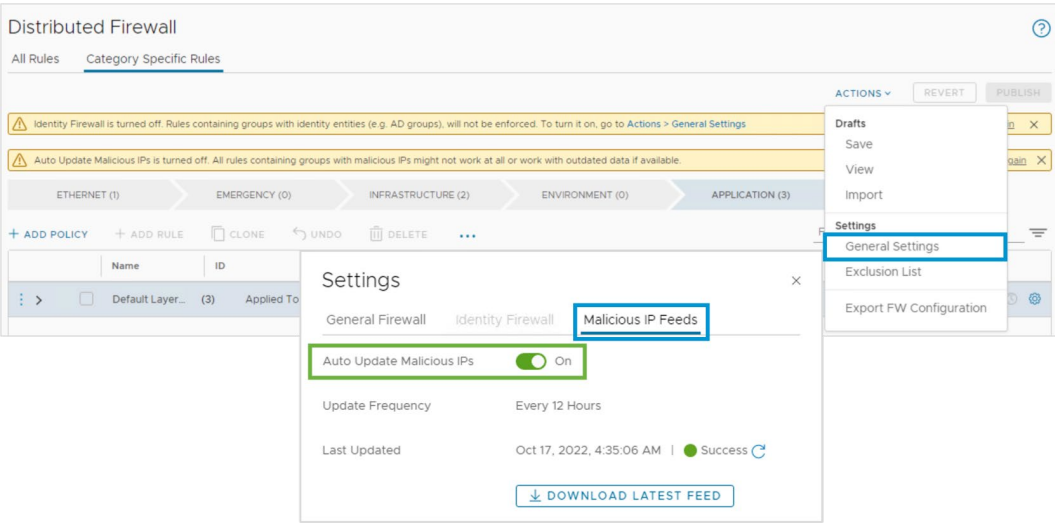 Distributed Firewall
All Rules Category Specific Rules
ACTIONS REVERT PUBLISH
Identity Firewall is turned off. Rules containing groups with identity entities (e.g. AD groups), will not be enforced. To turn it on, go to Actions > General Settings
Auto Update Malicious IPs is turned off. All rules containing groups with malicious IPs might not work at all or work with outdated data if available.
Drafts
Save
View
Import
Settings
General Settings
Exclusion List
Export FW Configuration
ETHERNET (1) EMERGENCY (0) INFRASTRUCTURE (2) ENVIRONMENT (0) APPLICATION (3)
+ ADD POLICY + ADD RULE CLONE UNDO DELETE ...
Name ID
Default Layer... (3) Applied To
Settings
General Firewall Identity Firewall Malicious IP Feeds
Auto Update Malicious IPs On
Update Frequency Every 12 Hours
Last Updated Oct 17, 2022, 4:35:06 AM | Success
DOWNLOAD LATEST FEED